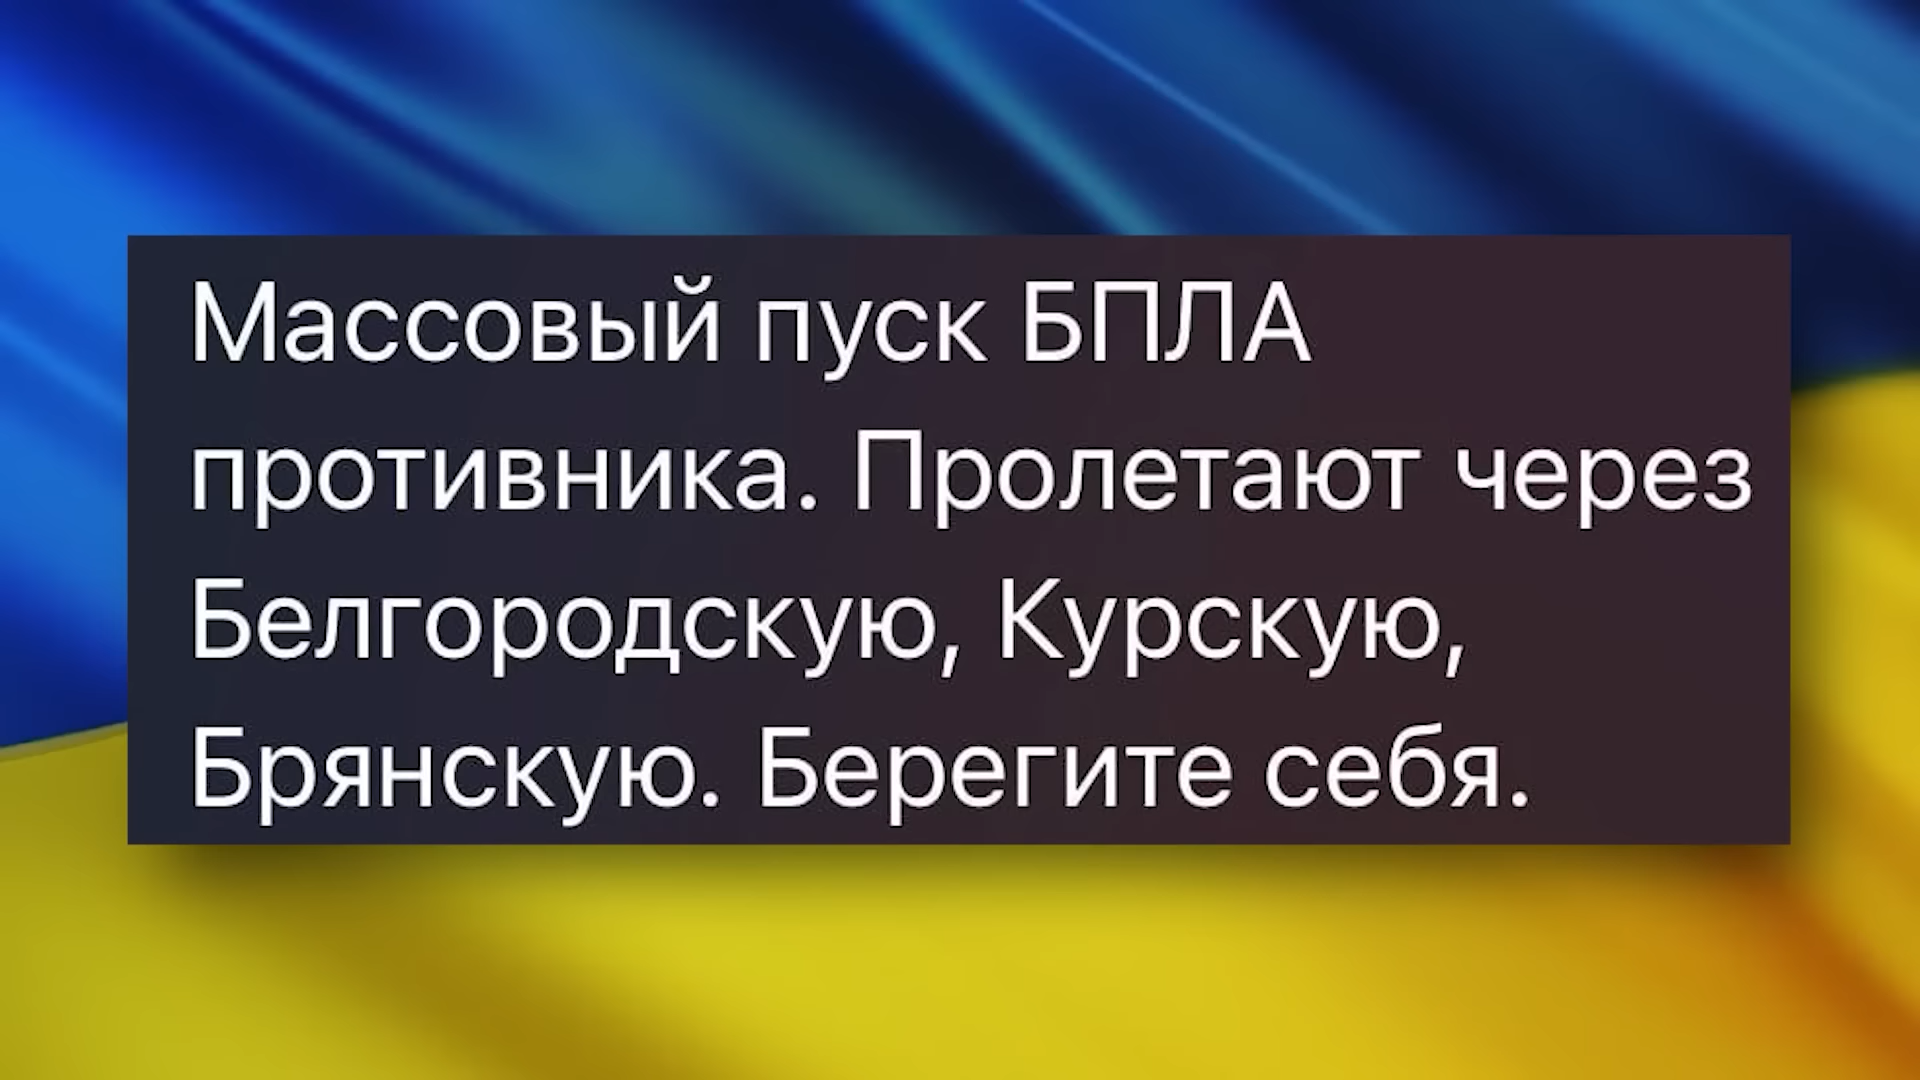 Массовый пуск БПЛА
противника. Пролетают через
Белгородскую, Курскую,
Брянскую. Берегите себя.